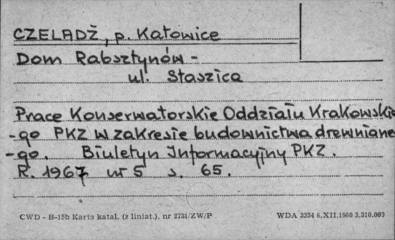 CZELADŹ, p. Katowice
Dom Rabsztynów -
ul. Staszica
Prace Konserwatorskie Oddziału Krakowskie
-go PKZ w zakresie budownictwa drewniane
-go. Biuletyn Informacyjny PKZ.
R. 1967 nr 5 s. 65.
CWD - B-15b Karta katal. (z liniat.), nr 2731/ZW/P WDA 3334 6.XII.1960 3.210.000